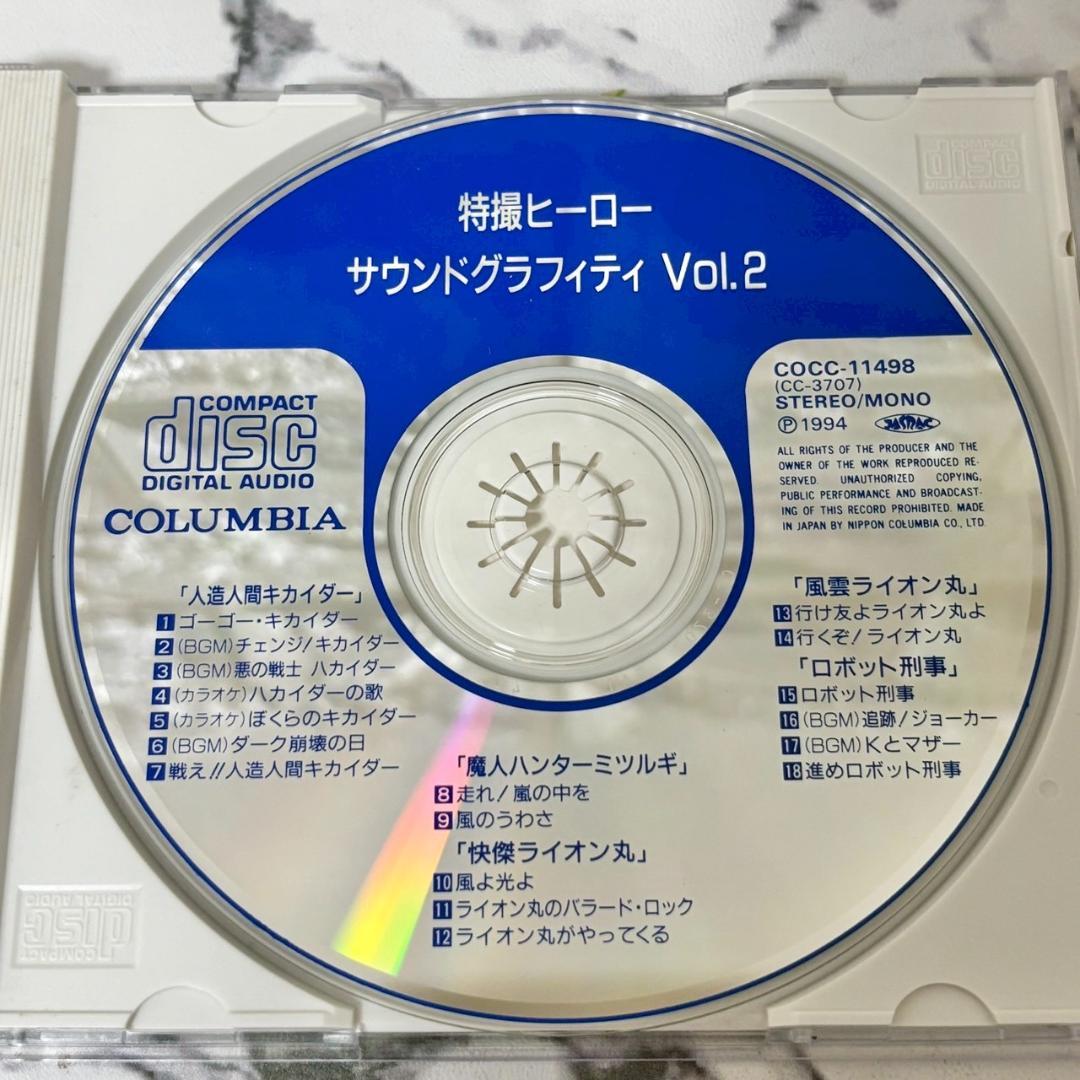 特撮ヒーロー
サウンドグラフィティ Vol.2
COMPACT
disc
DIGITAL AUDIO
COLUMBIA
COCC-11498
(CC-3707)
STEREO/MONO
Ⓟ1994 JASRAC
ALL RIGHTS OF THE PRODUCER AND THE
OWNER OF THE WORK REPRODUCED RE-
SERVED. UNAUTHORIZED COPYING,
PUBLIC PERFORMANCE AND BROADCAST-
ING OF THIS RECORD PROHIBITED. MADE
IN JAPAN BY NIPPON COLUMBIA CO., LTD.
「人造人間キカイダー」
1 ゴーゴー・キカイダー
2 (BGM)チェンジ!キカイダー
3 (BGM)悪の戦士 ハカイダー
4 (カラオケ)ハカイダーの歌
5 (カラオケ)ぼくらのキカイダー
6 (BGM)ダーク崩壊の日
7 戦え!!人造人間キカイダー
「魔人ハンターミツルギ」
8 走れ!嵐の中を
9 風のうわさ
「快傑ライオン丸」
10 風よ光よ
11 ライオン丸のバラード・ロック
12 ライオン丸がやってくる
「風雲ライオン丸」
13 行け友よライオン丸よ
14 行くぞ!ライオン丸
「ロボット刑事」
15 ロボット刑事
16 (BGM)追跡!ジョーカー
17 (BGM)Kとマザー
18 進めロボット刑事
COMPACT
disc
DIGITAL AUDIO
COMPACT
disc
DIGITAL AUDIO